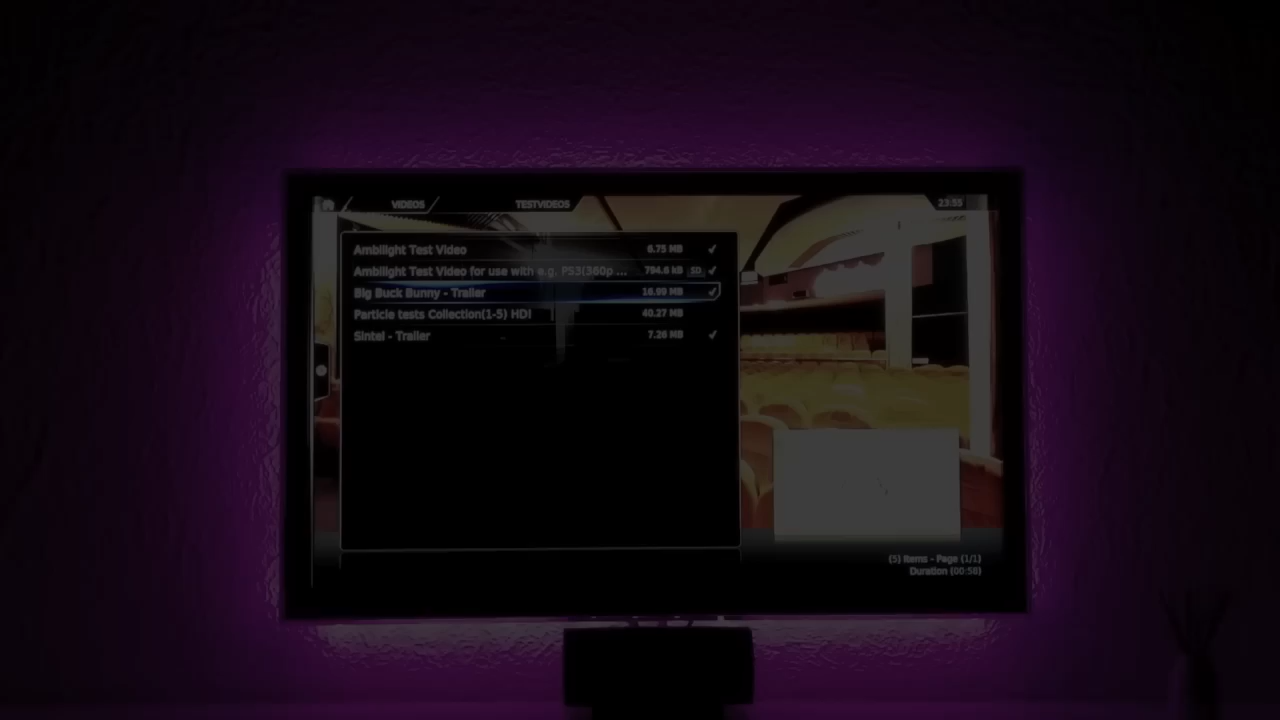 VIDEOS TESTVIDEOS 23:55
Ambilight Test Video 6.75 MB
Ambilight Test Video for use with e.g. PS3(360p ... 794.6 kB SD
Big Buck Bunny - Trailer 16.99 MB
Particle tests Collection(1-5) HD! 40.27 MB
Sintel - Trailer 7.26 MB
(5) Items - Page (1/1)
Duration (00:58)